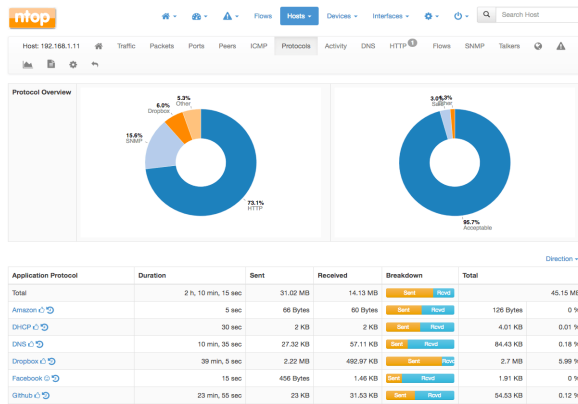 ntop
Flows Hosts Devices Interfaces Search Host
Host: 192.168.1.11 Traffic Packets Ports Peers ICMP Protocols Activity DNS HTTP 1 Flows SNMP Talkers
Protocol Overview
5.3%
Other
6.0%
Dropbox
15.6%
SNMP
73.1%
HTTP
3.0%
95.7%
Acceptable
Direction
Application Protocol Duration Sent Received Breakdown Total
Total 2 h, 10 min, 15 sec 31.02 MB 14.13 MB Sent Rcvd 45.15 MB
Amazon 5 sec 66 Bytes 60 Bytes Sent Rcvd 126 Bytes 0 %
DHCP 30 sec 2 KB 2 KB Sent Rcvd 4.01 KB 0.01 %
DNS 10 min, 35 sec 27.32 KB 57.11 KB Sent Rcvd 84.43 KB 0.18 %
Dropbox 39 min, 5 sec 2.22 MB 492.97 KB Sent Rcvd 2.7 MB 5.99 %
Facebook 15 sec 456 Bytes 1.46 KB Sent Rcvd 1.91 KB 0 %
Github 23 min, 55 sec 23 KB 31.53 KB Sent Rcvd 54.53 KB 0.12 %